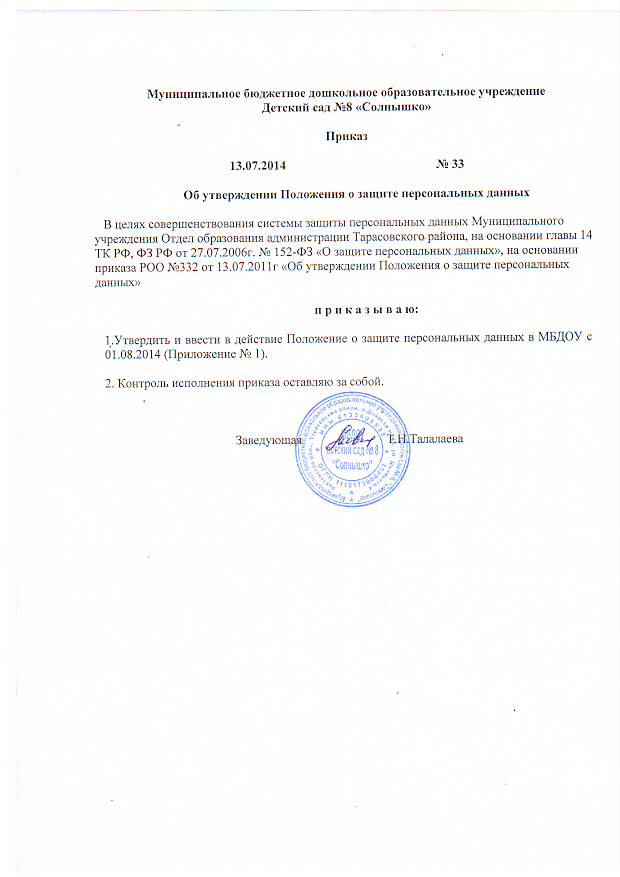 Муниципальное бюджетное дошкольное образовательное учреждение
Детский сад №8 «Солнышко»
Приказ
13.07.2014 № 33
Об утверждении Положения о защите персональных данных
В целях совершенствования системы защиты персональных данных Муниципального
учреждения Отдел образования администрации Тарасовского района, на основании главы 14
ТК РФ, ФЗ РФ от 27.07.2006г. № 152-ФЗ «О защите персональных данных», на основании
приказа РОО №332 от 13.07.2011г «Об утверждении Положения о защите персональных
данных»
п р и к а з ы в а ю:
1.Утвердить и ввести в действие Положение о защите персональных данных в МБДОУ с
01.08.2014 (Приложение № 1).
2. Контроль исполнения приказа оставляю за собой.
Заведующая Т.Н.Талалаева
детский сад № 8
"Солнышко"